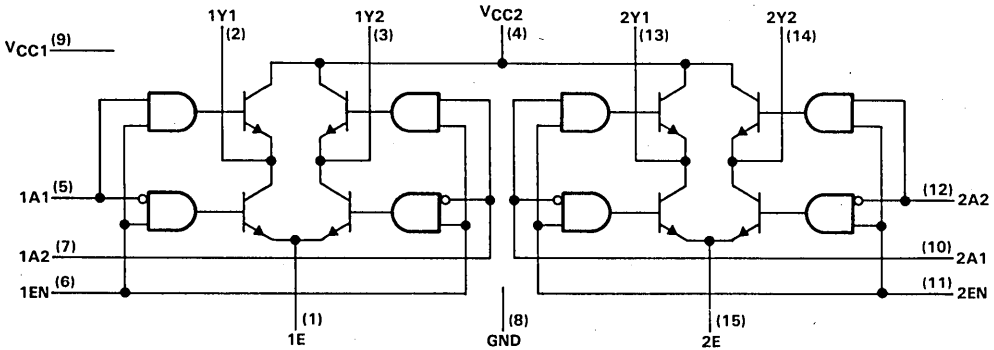 1Y1 1Y2 VCC2 2Y1 2Y2
VCC1 (9) (2) (3) (4) (13) (14)
1A1 (5) (12) 2A2
1A2 (7) (10) 2A1
1EN (6) (11) 2EN
(1) (8) (15)
1E GND 2E